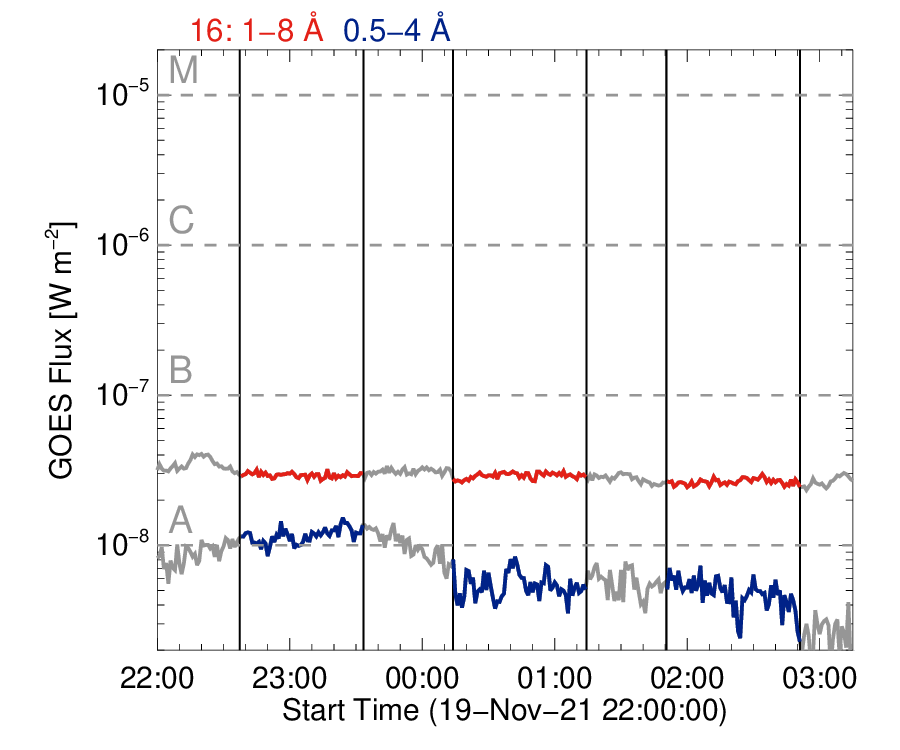 16: 1−8 Å 0.5−4 Å
M
10⁻⁵
C
10⁻⁶
B
10⁻⁷
A
10⁻⁸
GOES Flux [W m⁻²]
22:00 23:00 00:00 01:00 02:00 03:00
Start Time (19−Nov−21 22:00:00)